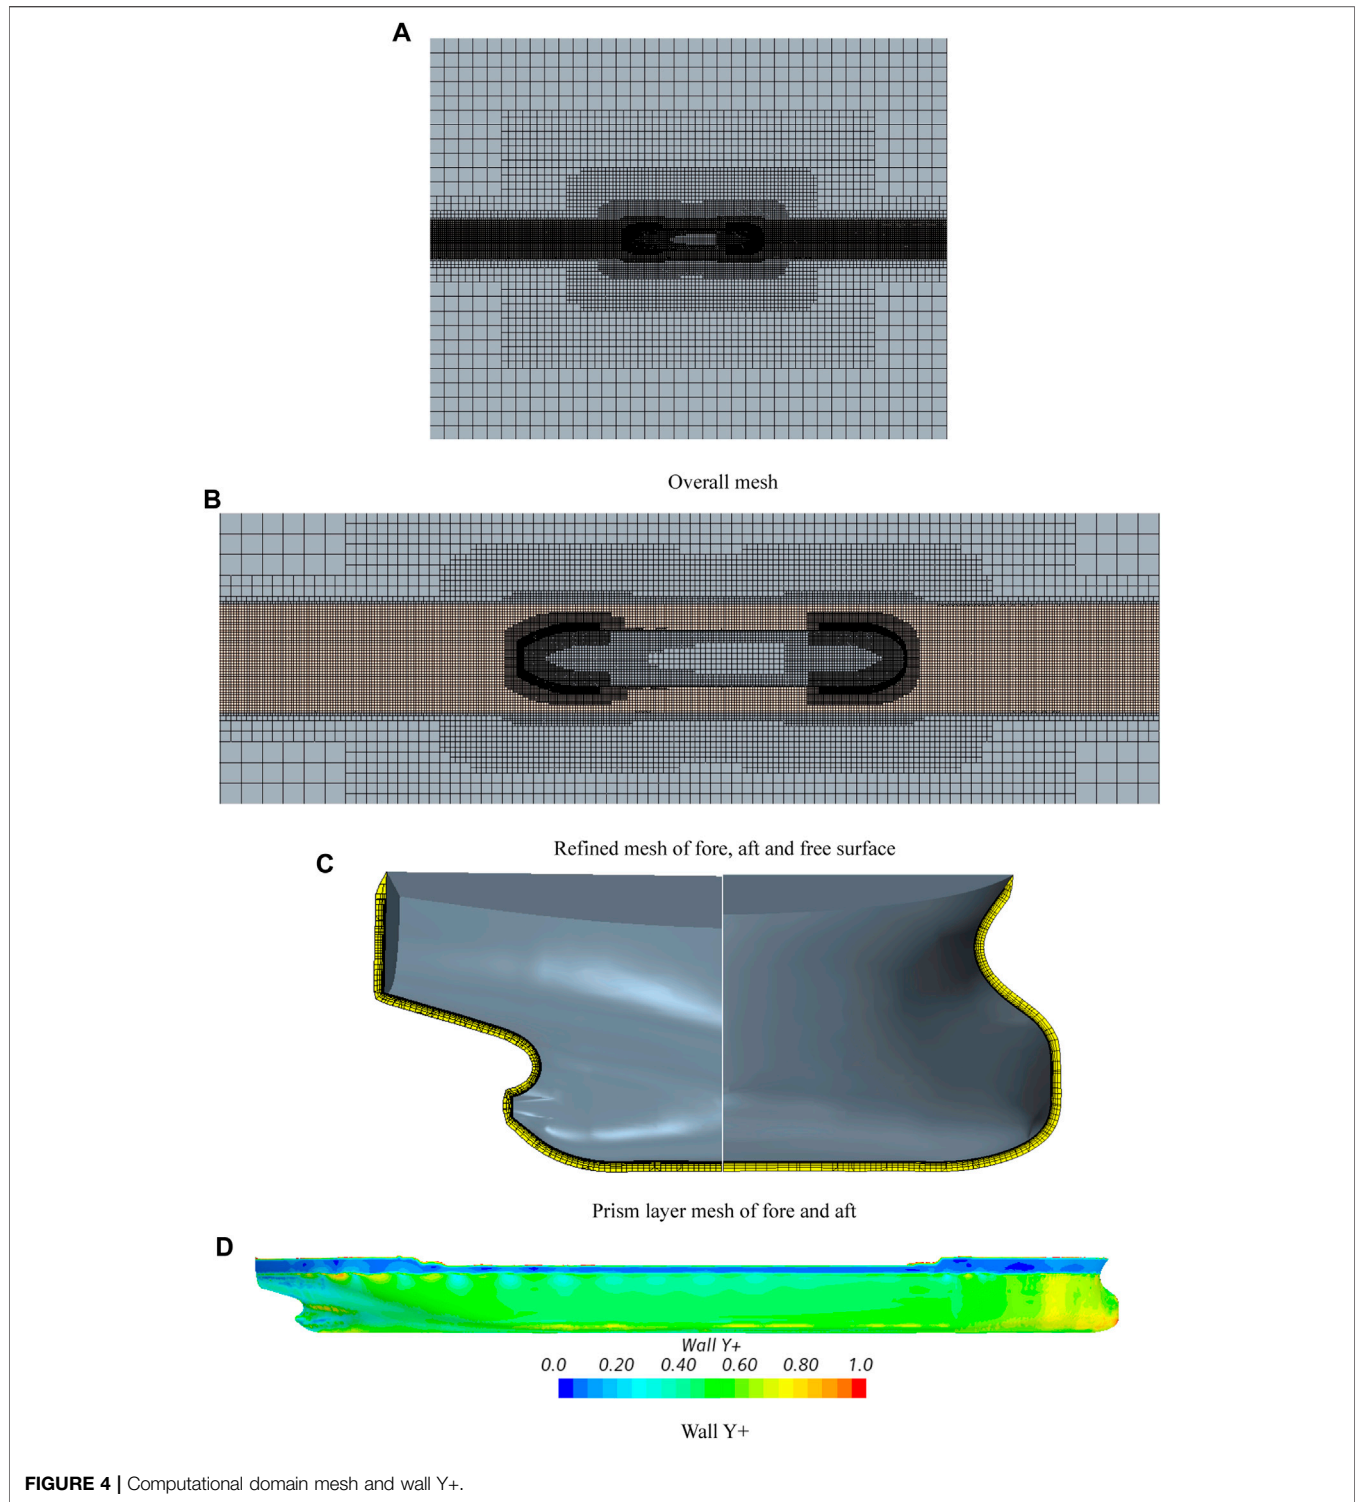 A
Overall mesh
B
Refined mesh of fore, aft and free surface
C
Prism layer mesh of fore and aft
D
Wall Y+
0.0 0.20 0.40 0.60 0.80 1.0
Wall Y+
FIGURE 4 | Computational domain mesh and wall Y+.